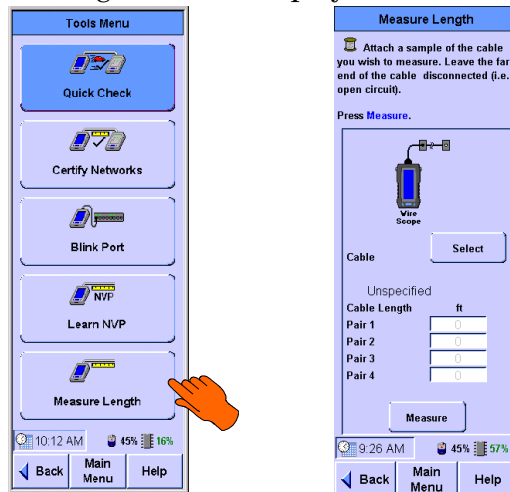 Tools Menu
Quick Check
Certify Networks
Blink Port
NVP
Learn NVP
Measure Length
10:12 AM 45% 16%
Back Main Menu Help
Measure Length
Attach a sample of the cable
you wish to measure. Leave the far
end of the cable disconnected (i.e.
open circuit).
Press Measure.
Wire
Scope
Cable Select
Unspecified
Cable Length ft
Pair 1 0
Pair 2 0
Pair 3 0
Pair 4 0
Measure
9:26 AM 45% 57%
Back Main Menu Help